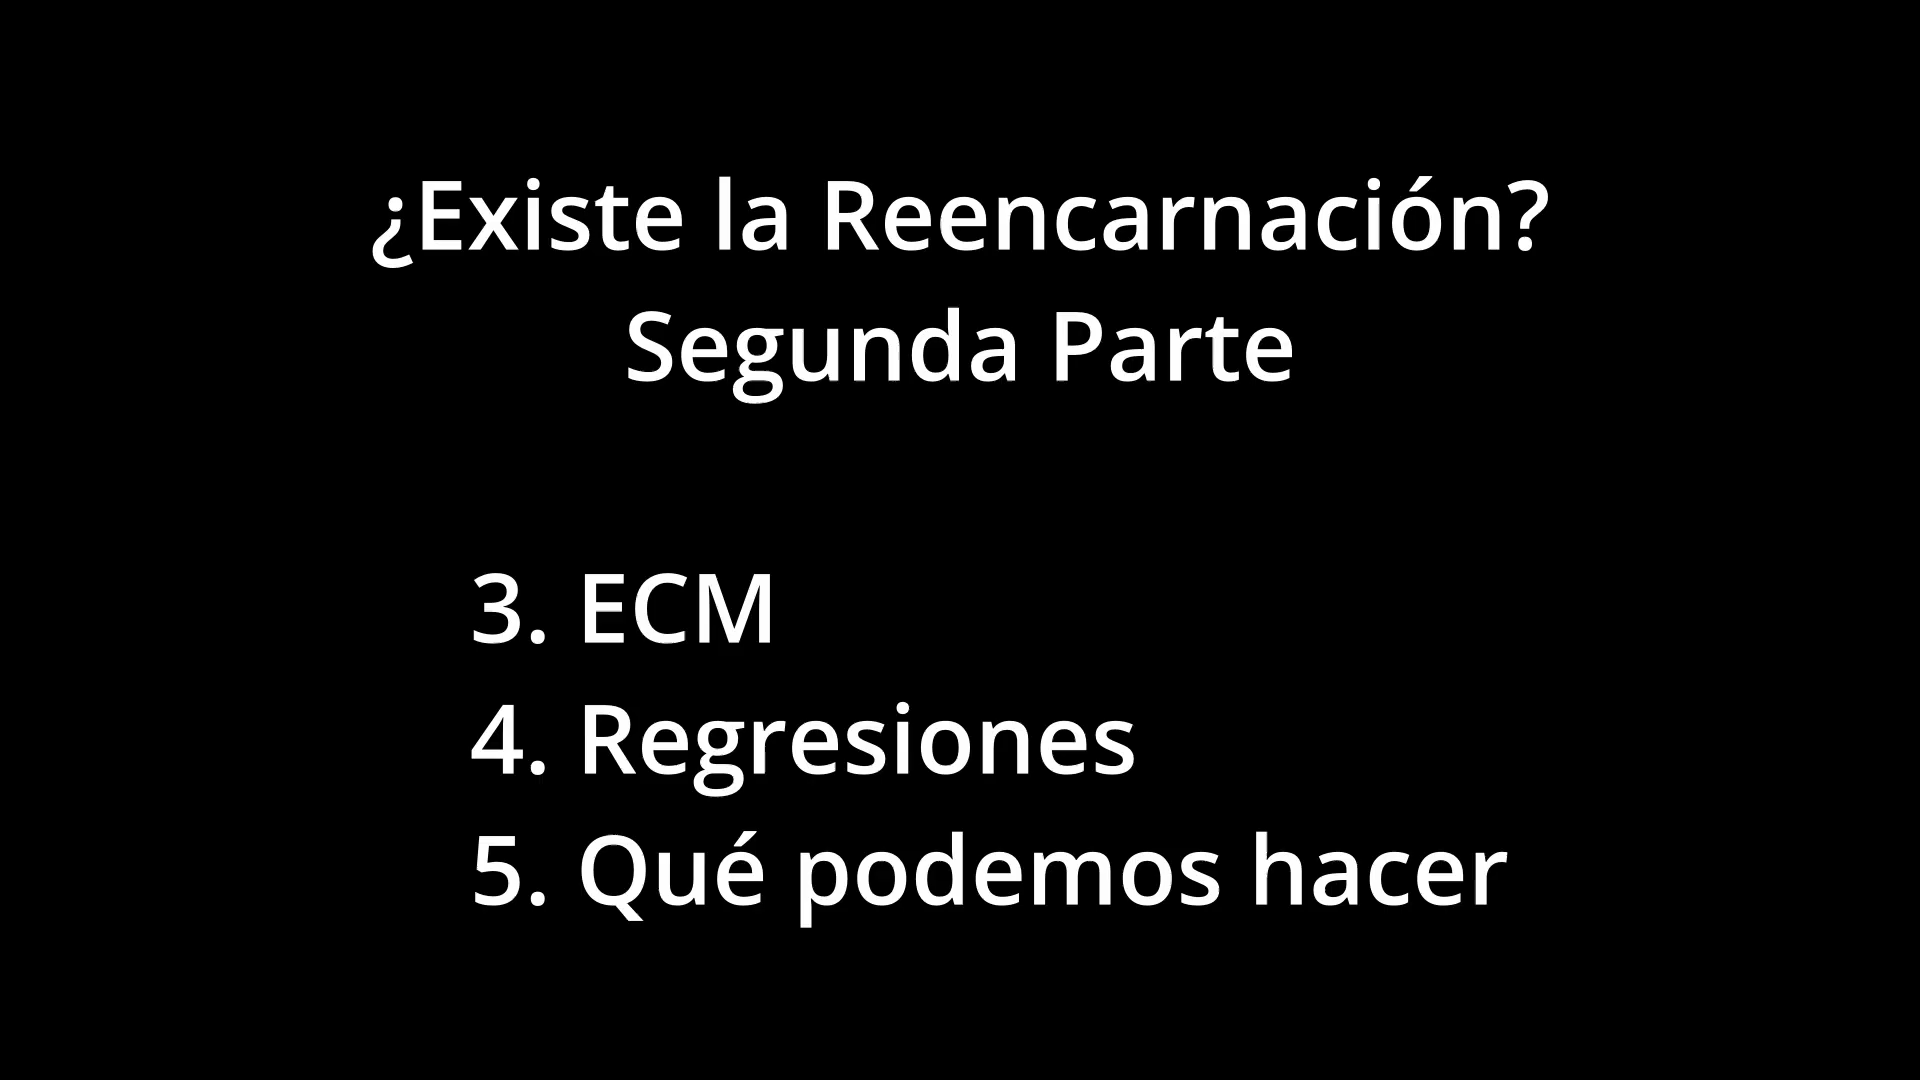 ¿Existe la Reencarnación?
Segunda Parte
3. ECM
4. Regresiones
5. Qué podemos hacer